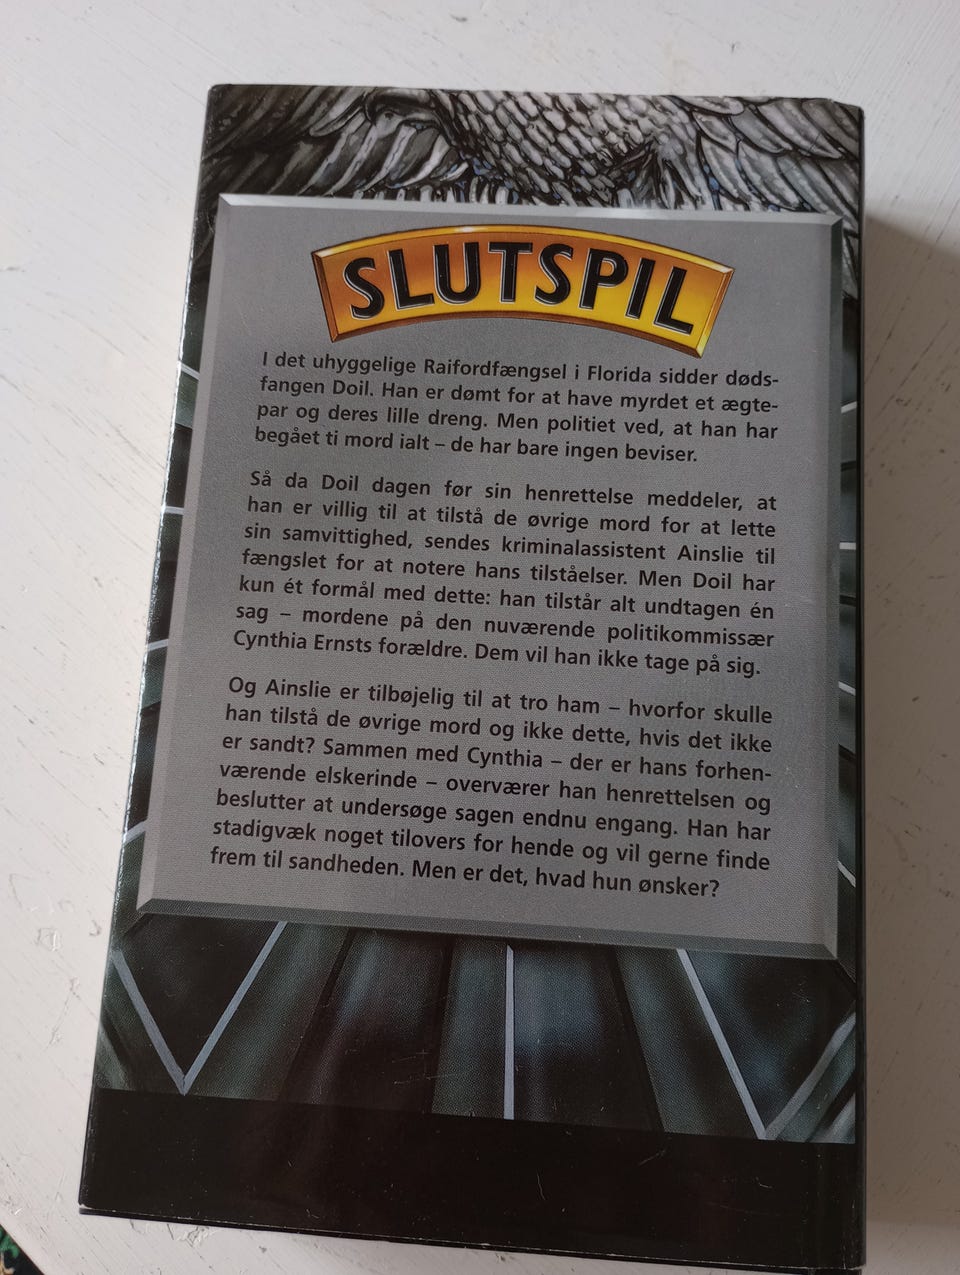 SLUTSPIL
I det uhyggelige Raifordfængsel i Florida sidder døds-
fangen Doil. Han er dømt for at have myrdet et ægte-
par og deres lille dreng. Men politiet ved, at han har
begået ti mord ialt – de har bare ingen beviser.
Så da Doil dagen før sin henrettelse meddeler, at
han er villig til at tilstå de øvrige mord for at lette
sin samvittighed, sendes kriminalassistent Ainslie til
fængslet for at notere hans tilståelser. Men Doil har
kun ét formål med dette: han tilstår alt undtagen én
sag – mordene på den nuværende politikommissær
Cynthia Ernsts forældre. Dem vil han ikke tage på sig.
Og Ainslie er tilbøjelig til at tro ham – hvorfor skulle
han tilstå de øvrige mord og ikke dette, hvis det ikke
er sandt? Sammen med Cynthia – der er hans forhen-
værende elskerinde – overværer han henrettelsen og
beslutter at undersøge sagen endnu engang. Han har
stadigvæk noget tilovers for hende og vil gerne finde
frem til sandheden. Men er det, hvad hun ønsker?